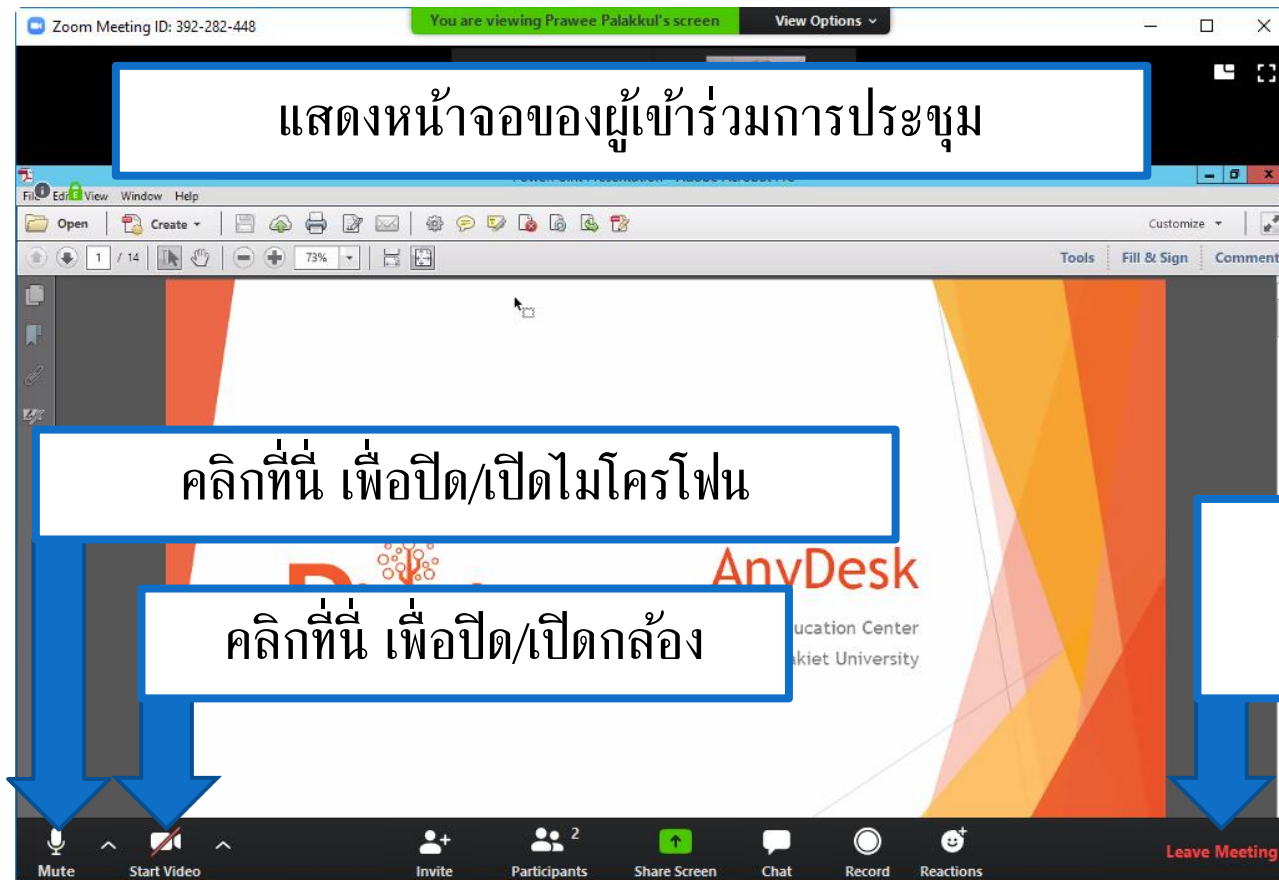 Zoom Meeting ID: 392-282-448
You are viewing Prawee Palakkul's screen
View Options
แสดงหน้าจอของผู้เข้าร่วมการประชุม
File Edit View Window Help
Open Create Customize
1 / 14 73% Tools Fill & Sign Comment
คลิกที่นี่ เพื่อปิด/เปิดไมโครโฟน
AnyDesk
คลิกที่นี่ เพื่อปิด/เปิดกล้อง
Center
University
2
Mute Start Video Invite Participants Share Screen Chat Record Reactions Leave Meeting